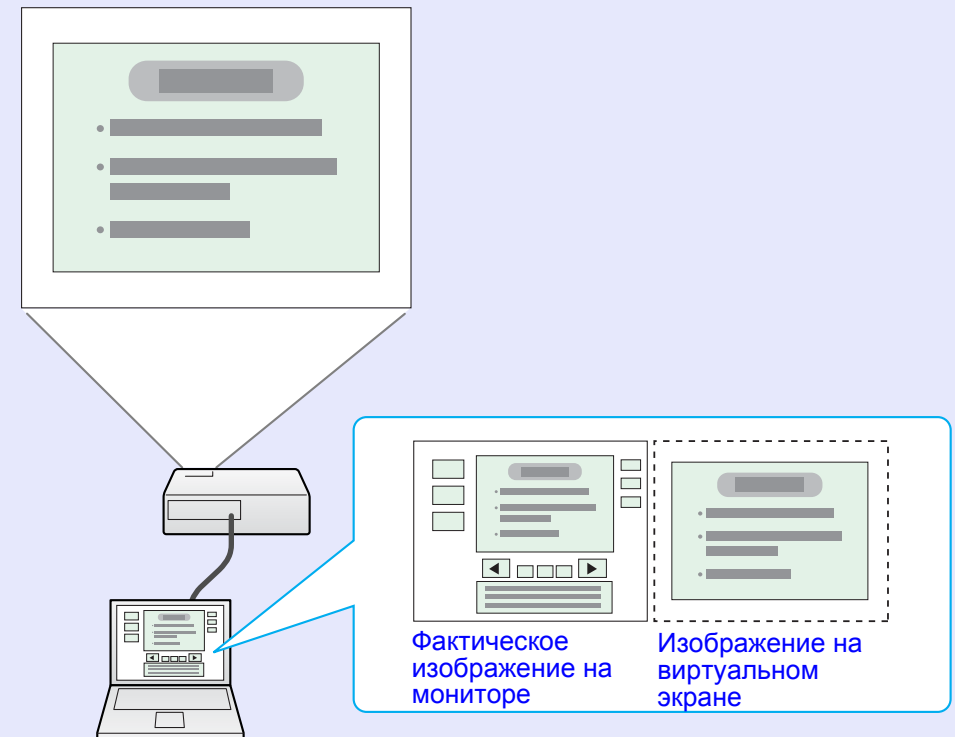 Фактическое
изображение на
мониторе
Изображение на
виртуальном
экране